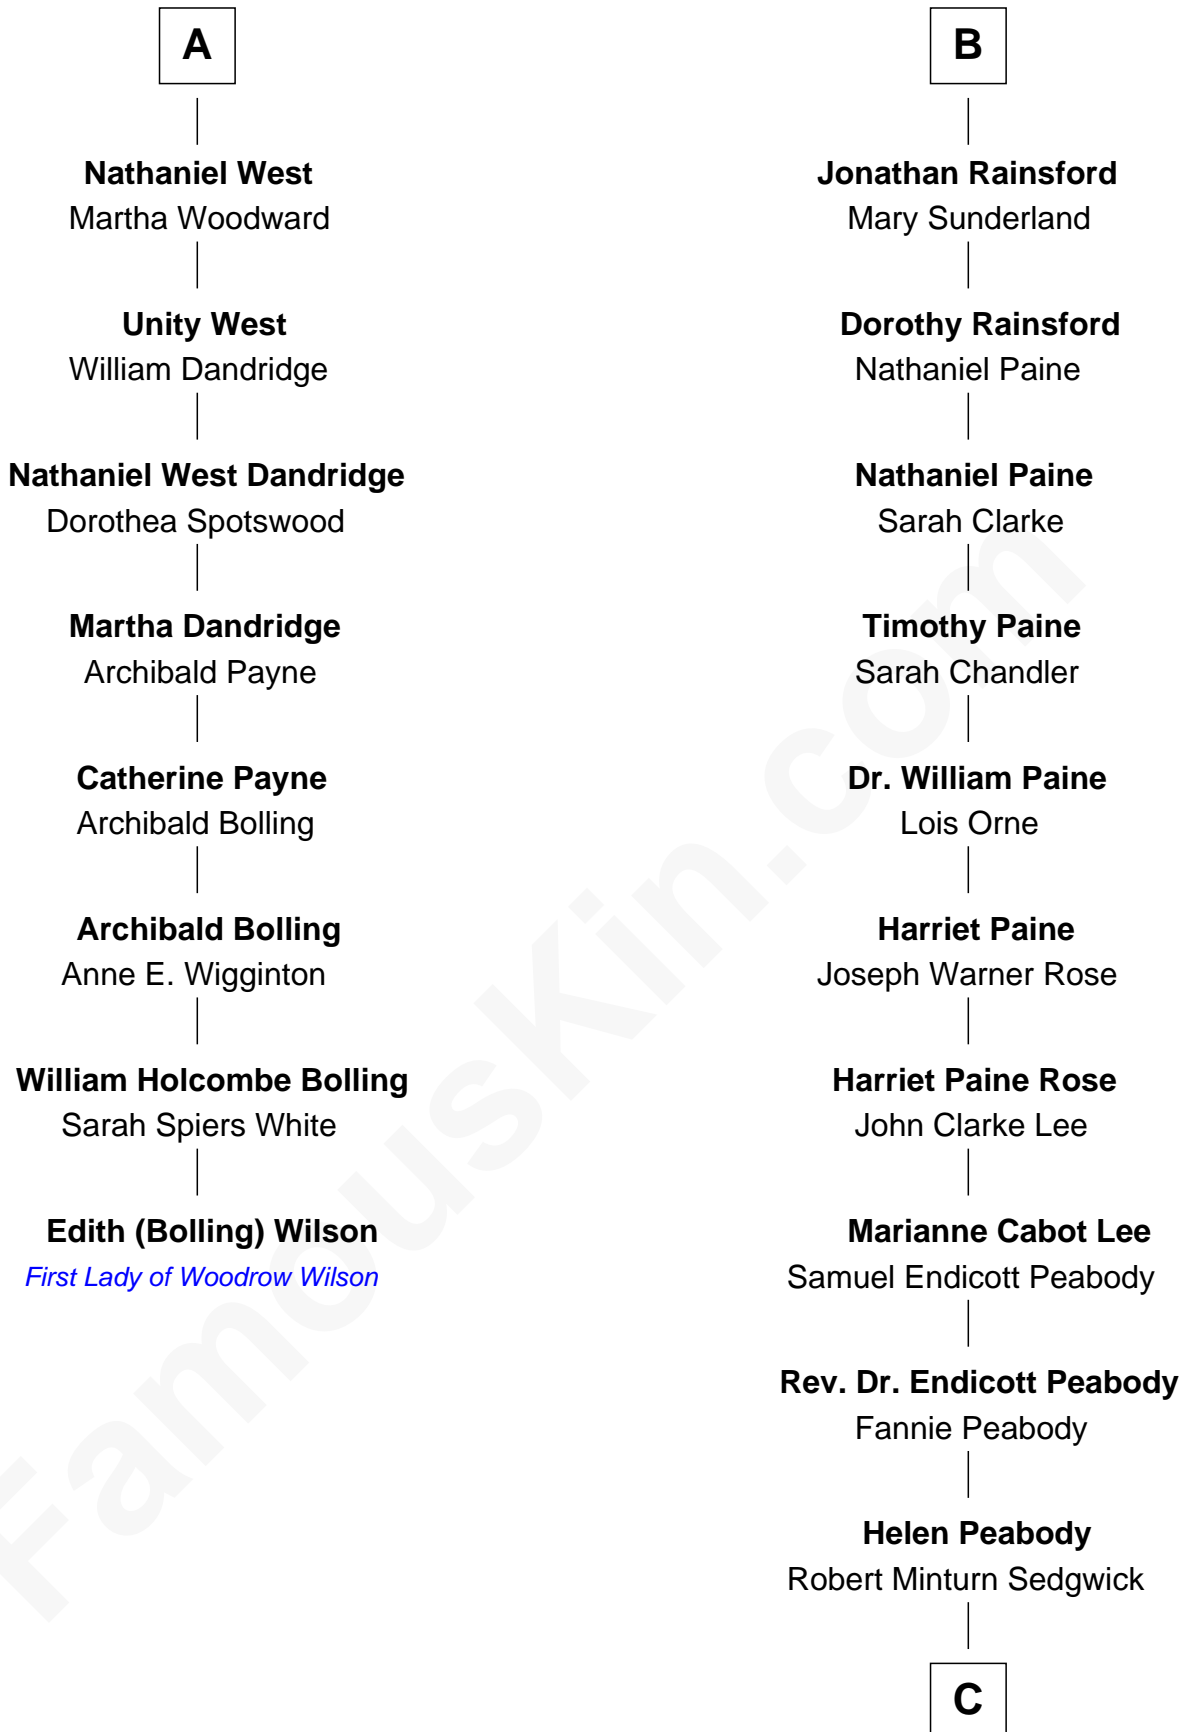 A
Nathaniel West
Martha Woodward
Unity West
William Dandridge
Nathaniel West Dandridge
Dorothea Spotswood
Martha Dandridge
Archibald Payne
Catherine Payne
Archibald Bolling
Archibald Bolling
Anne E. Wigginton
William Holcombe Bolling
Sarah Spiers White
Edith (Bolling) Wilson
First Lady of Woodrow Wilson
B
Jonathan Rainsford
Mary Sunderland
Dorothy Rainsford
Nathaniel Paine
Nathaniel Paine
Sarah Clarke
Timothy Paine
Sarah Chandler
Dr. William Paine
Lois Orne
Harriet Paine
Joseph Warner Rose
Harriet Paine Rose
John Clarke Lee
Marianne Cabot Lee
Samuel Endicott Peabody
Rev. Dr. Endicott Peabody
Fannie Peabody
Helen Peabody
Robert Minturn Sedgwick
C
FamousKin.com